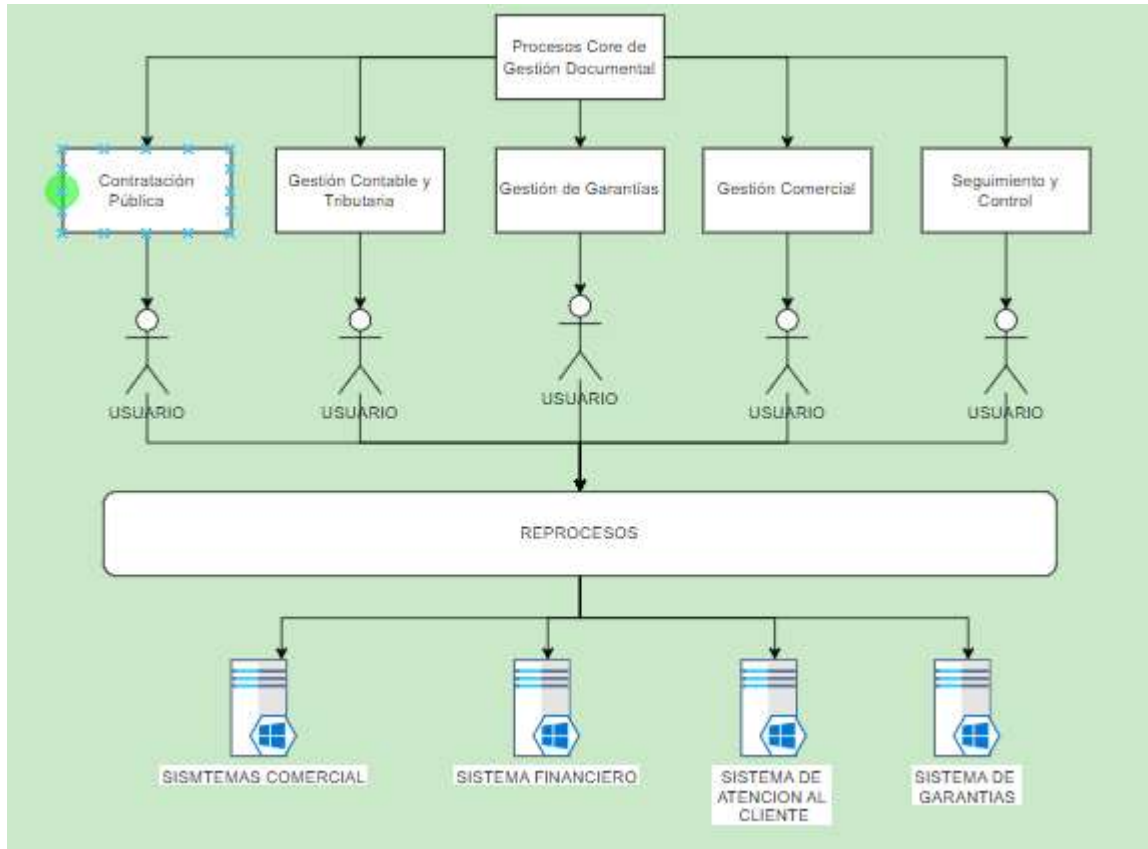 Procesos Core de
Gestión Documental
Contratación
Pública
Gestión Contable y
Tributaria
Gestión de Garantías
Gestión Comercial
Seguimiento y
Control
USUARIO
USUARIO
USUARIO
USUARIO
USUARIO
REPROCESOS
SISMTEMAS COMERCIAL
SISTEMA FINANCIERO
SISTEMA DE
ATENCION AL
CLIENTE
SISTEMA DE
GARANTIAS